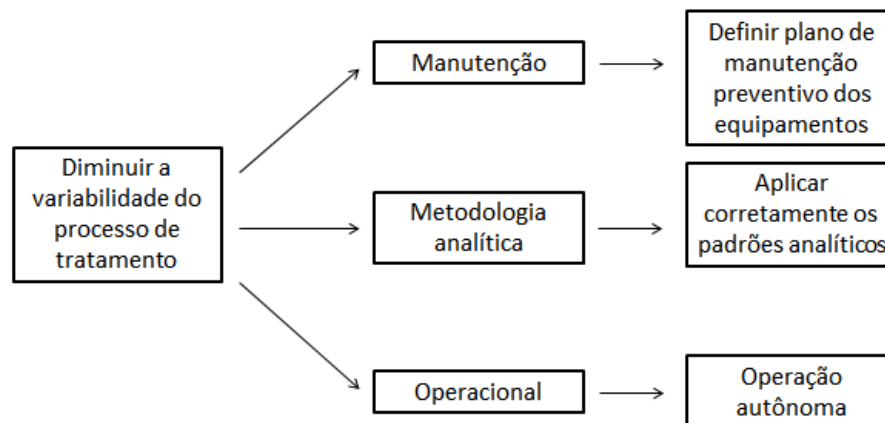 Diminuir a
variabilidade do
processo de
tratamento
Manutenção
Definir plano de
manutenção
preventivo dos
equipamentos
Metodologia
analítica
Aplicar
corretamente os
padrões analíticos
Operacional
Operação
autônoma